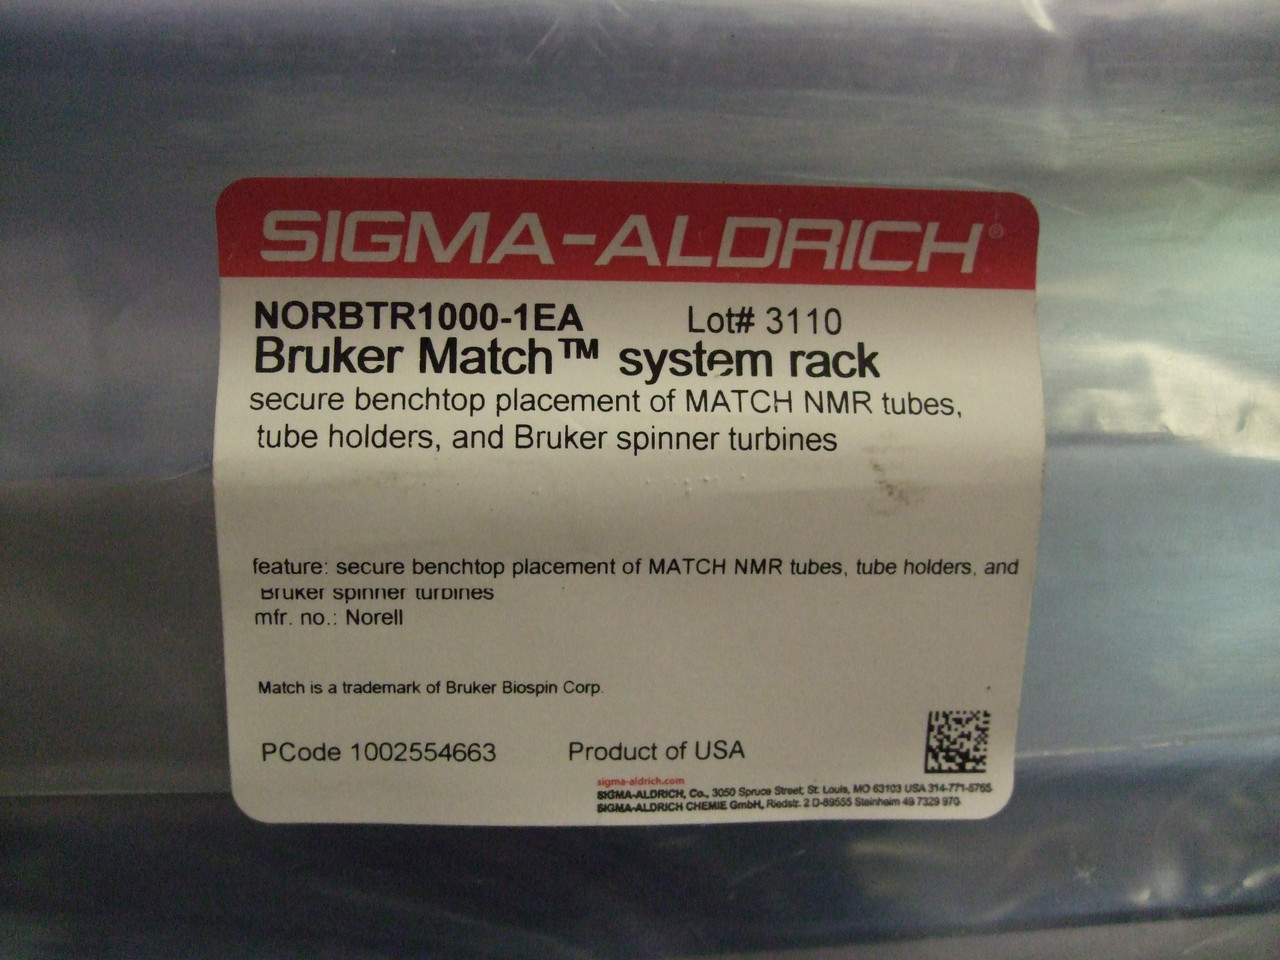 SIGMA-ALDRICH®
NORBTR1000-1EA Lot# 3110
Bruker Match™ system rack
secure benchtop placement of MATCH NMR tubes,
tube holders, and Bruker spinner turbines
feature: secure benchtop placement of MATCH NMR tubes, tube holders, and
Bruker spinner turbines
mfr. no.: Norell
Match is a trademark of Bruker Biospin Corp.
PCode 1002554663 Product of USA
sigma-aldrich.com
SIGMA-ALDRICH, Co., 3050 Spruce Street, St. Louis, MO 63103 USA 314-771-5765
SIGMA-ALDRICH CHEMIE GmbH, Riedstr. 2 D-89555 Steinheim 49 7329 970